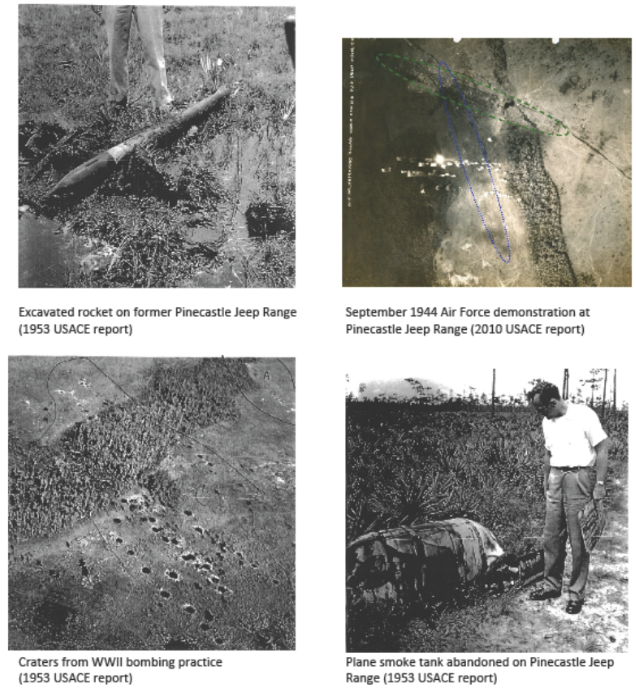 Excavated rocket on former Pinecastle Jeep Range
(1953 USACE report)
September 1944 Air Force demonstration at
Pinecastle Jeep Range (2010 USACE report)
Craters from WWII bombing practice
(1953 USACE report)
Plane smoke tank abandoned on Pinecastle Jeep
Range (1953 USACE report)